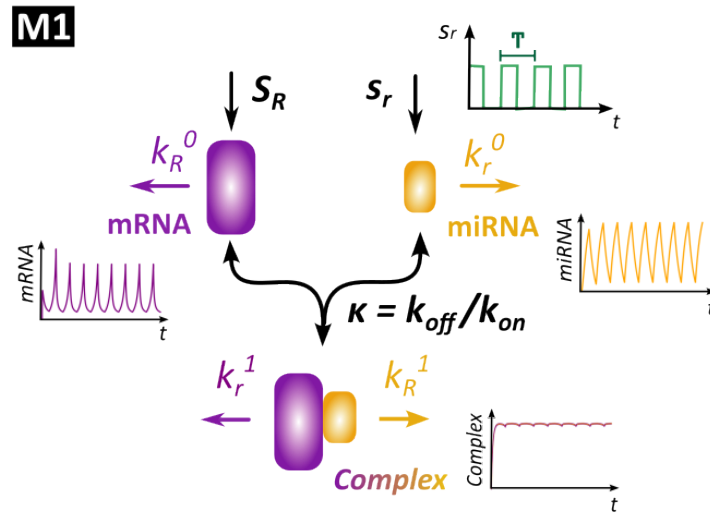 M1
S_R
s_r
s_r
T
t
k_R^0
k_r^0
mRNA
miRNA
mRNA
t
miRNA
t
κ = k_off/k_on
k_r^1
k_R^1
Complex
Complex
t